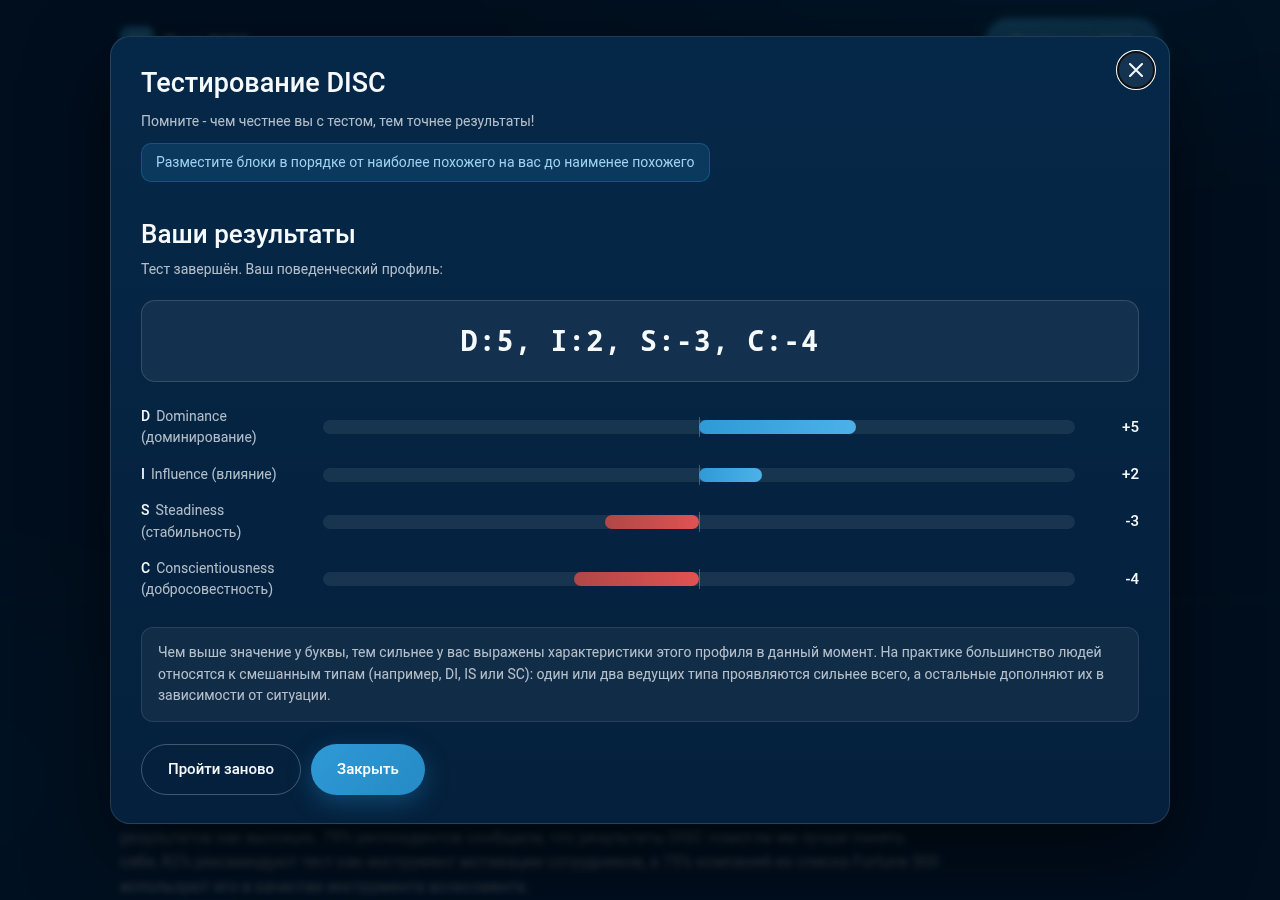 Тестирование DISC
Помните - чем честнее вы с тестом, тем точнее результаты!
Разместите блоки в порядке от наиболее похожего на вас до наименее похожего
Ваши результаты
Тест завершён. Ваш поведенческий профиль:
D:5, I:2, S:-3, C:-4
D Dominance
(доминирование)
+5
I Influence (влияние)
+2
S Steadiness
(стабильность)
-3
C Conscientiousness
(добросовестность)
-4
Чем выше значение у буквы, тем сильнее у вас выражены характеристики этого профиля в данный момент. На практике большинство людей
относятся к смешанным типам (например, DI, IS или SC): один или два ведущих типа проявляются сильнее всего, а остальные дополняют их в
зависимости от ситуации.
Пройти заново
Закрыть